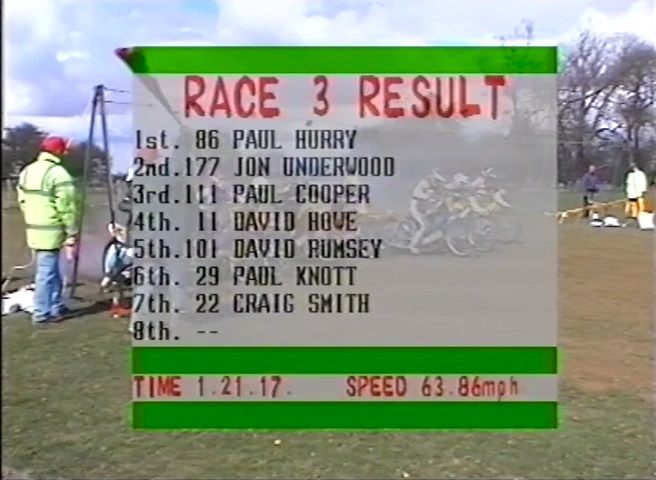 RACE 3 RESULT
1st. 86 PAUL HURRY
2nd.177 JON UNDERWOOD
3rd.111 PAUL COOPER
4th. 11 DAVID HOWE
5th.101 DAVID RUMSEY
6th. 29 PAUL KNOTT
7th. 22 CRAIG SMITH
8th. --
TIME 1.21.17. SPEED 63.86mph